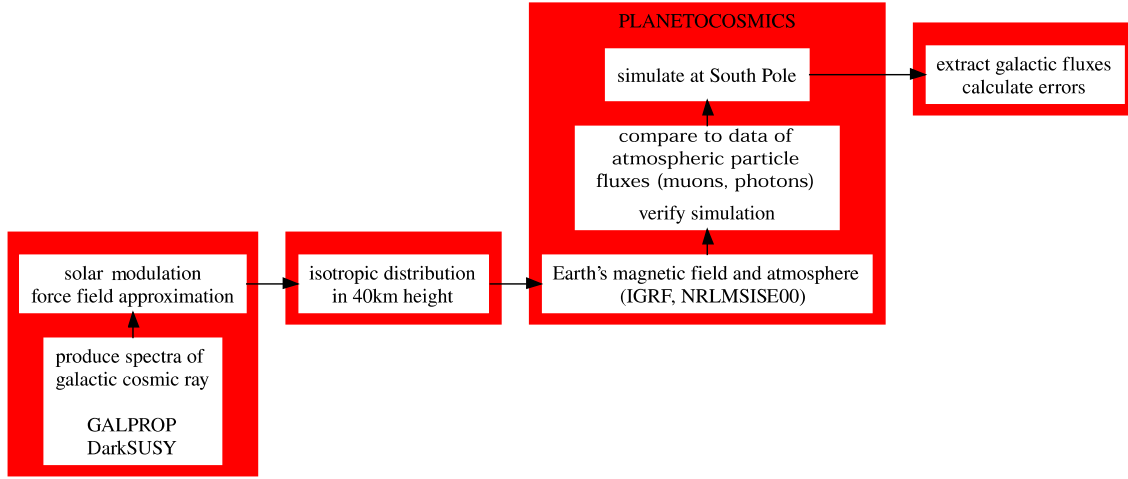 PLANETOCOSMICS
simulate at South Pole
extract galactic fluxes
calculate errors
compare to data of
atmospheric particle
fluxes (muons, photons)
verify simulation
solar modulation
force field approximation
isotropic distribution
in 40km height
Earth's magnetic field and atmosphere
(IGRF, NRLMSISE00)
produce spectra of
galactic cosmic ray
GALPROP
DarkSUSY